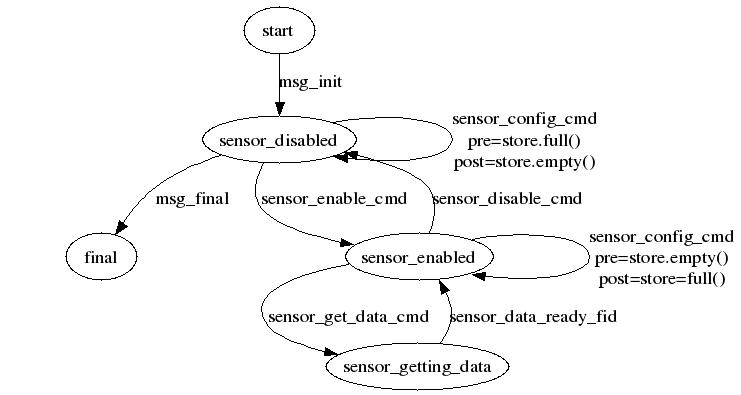 start
msg_init
sensor_disabled
sensor_config_cmd
pre=store.full()
post=store.empty()
msg_final
sensor_enable_cmd
sensor_disable_cmd
final
sensor_enabled
sensor_config_cmd
pre=store.empty()
post=store=full()
sensor_get_data_cmd
sensor_data_ready_fid
sensor_getting_data